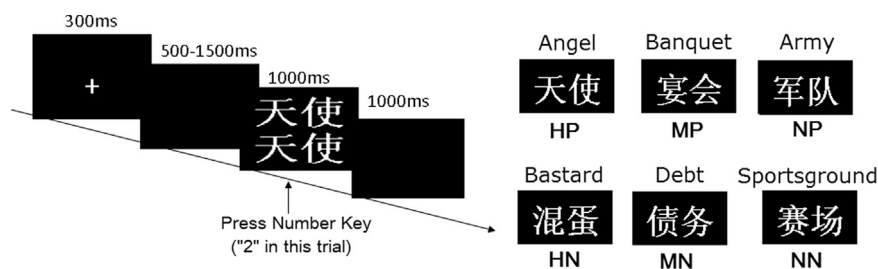 300ms
500-1500ms
1000ms
1000ms
+
天使
天使
Press Number Key
("2" in this trial)
Angel Banquet Army
天使 宴会 军队
HP MP NP
Bastard Debt Sportsground
混蛋 债务 赛场
HN MN NN